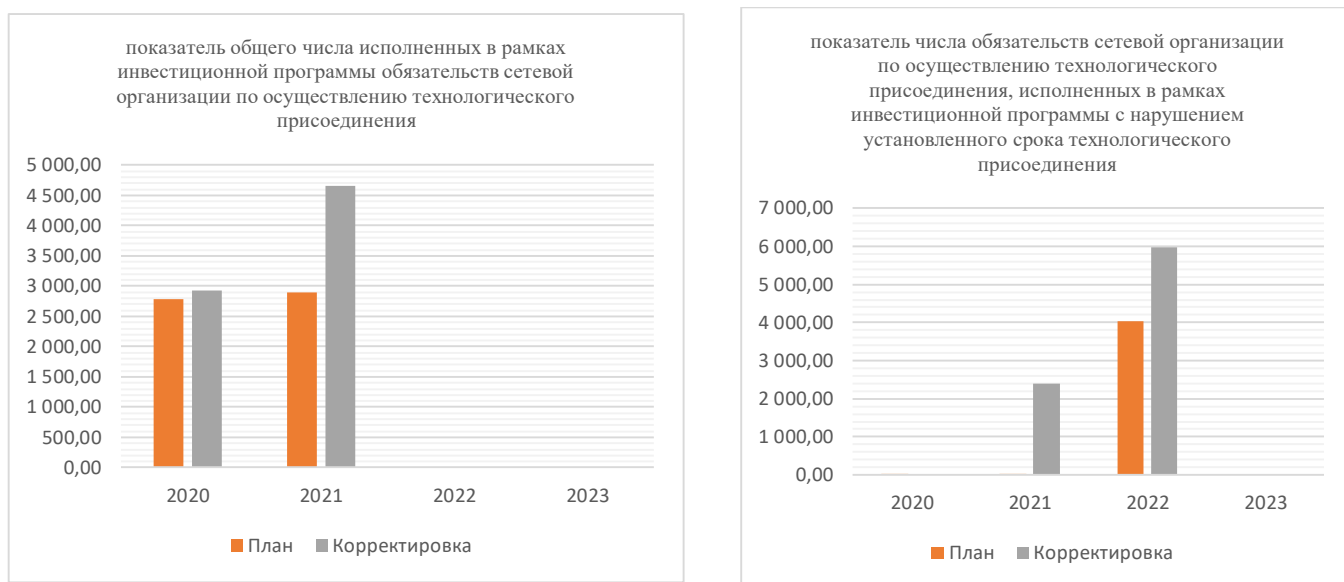 показатель общего числа исполненных в рамках
инвестиционной программы обязательств сетевой
организации по осуществлению технологического
присоединения
5 000,00
4 500,00
4 000,00
3 500,00
3 000,00
2 500,00
2 000,00
1 500,00
1 000,00
500,00
0,00
2020 2021 2022 2023
План Корректировка
показатель числа обязательств сетевой организации
по осуществлению технологического
присоединения, исполненных в рамках
инвестиционной программы с нарушением
установленного срока технологического
присоединения
7 000,00
6 000,00
5 000,00
4 000,00
3 000,00
2 000,00
1 000,00
0,00
2020 2021 2022 2023
План Корректировка